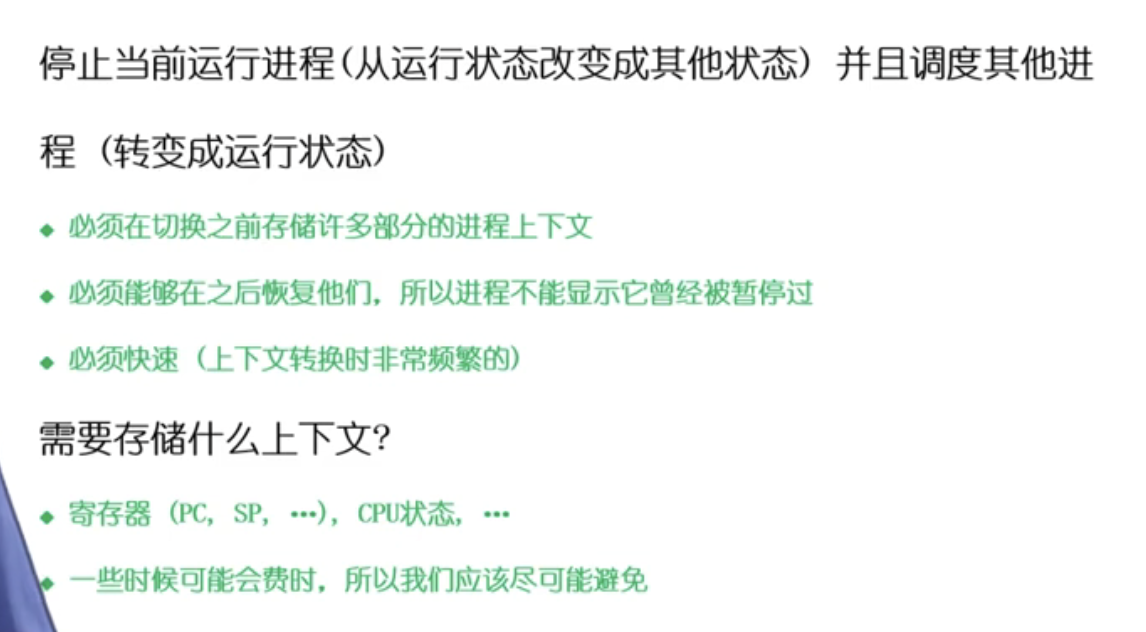 停止当前运行进程(从运行状态改变成其他状态) 并且调度其他进
程 (转变成运行状态)
◆ 必须在切换之前存储许多部分的进程上下文
◆ 必须能够在之后恢复他们, 所以进程不能显示它曾经被暂停过
◆ 必须快速 (上下文转换时非常频繁的)
需要存储什么上下文?
◆ 寄存器 (PC, SP, …), CPU状态, …
◆ 一些时候可能会费时, 所以我们应该尽可能避免